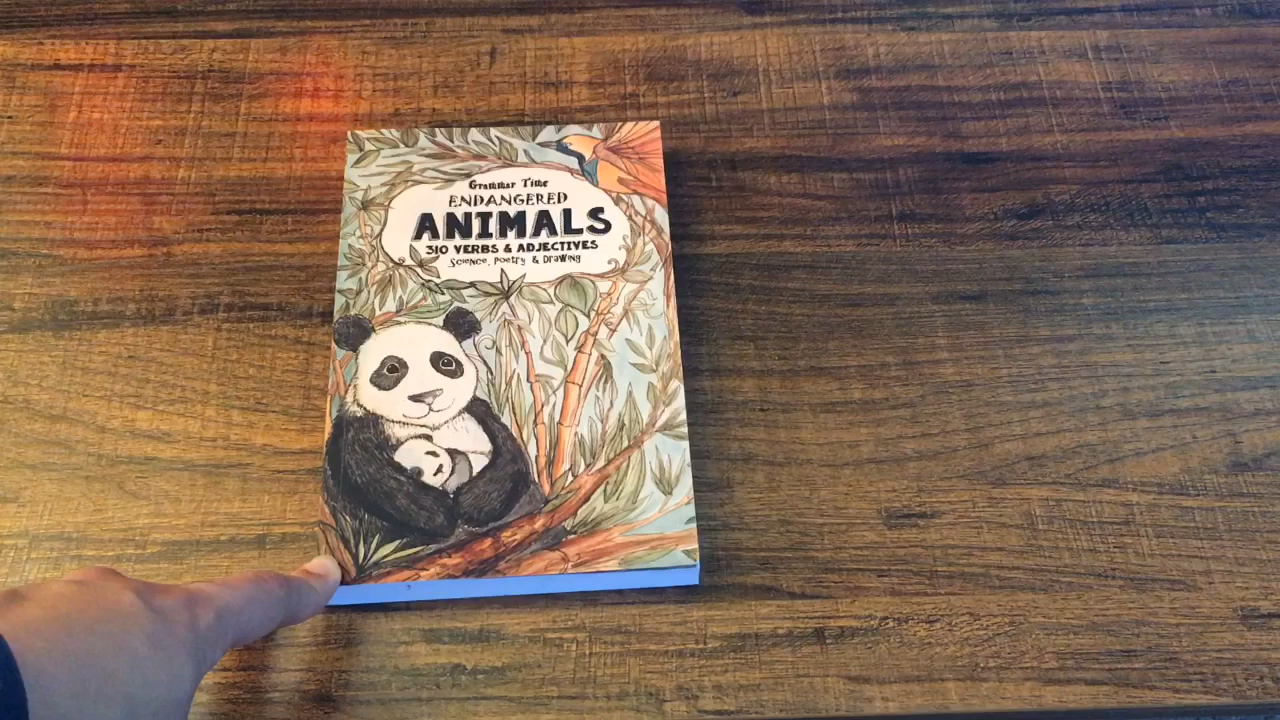 Grammar Time
ENDANGERED
ANIMALS
310 VERBS & ADJECTIVES
Science, Poetry & Drawing